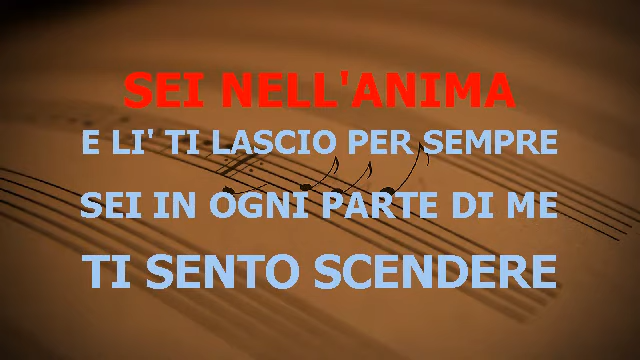 SEI NELL'ANIMA
E LI' TI LASCIO PER SEMPRE
SEI IN OGNI PARTE DI ME
TI SENTO SCENDERE